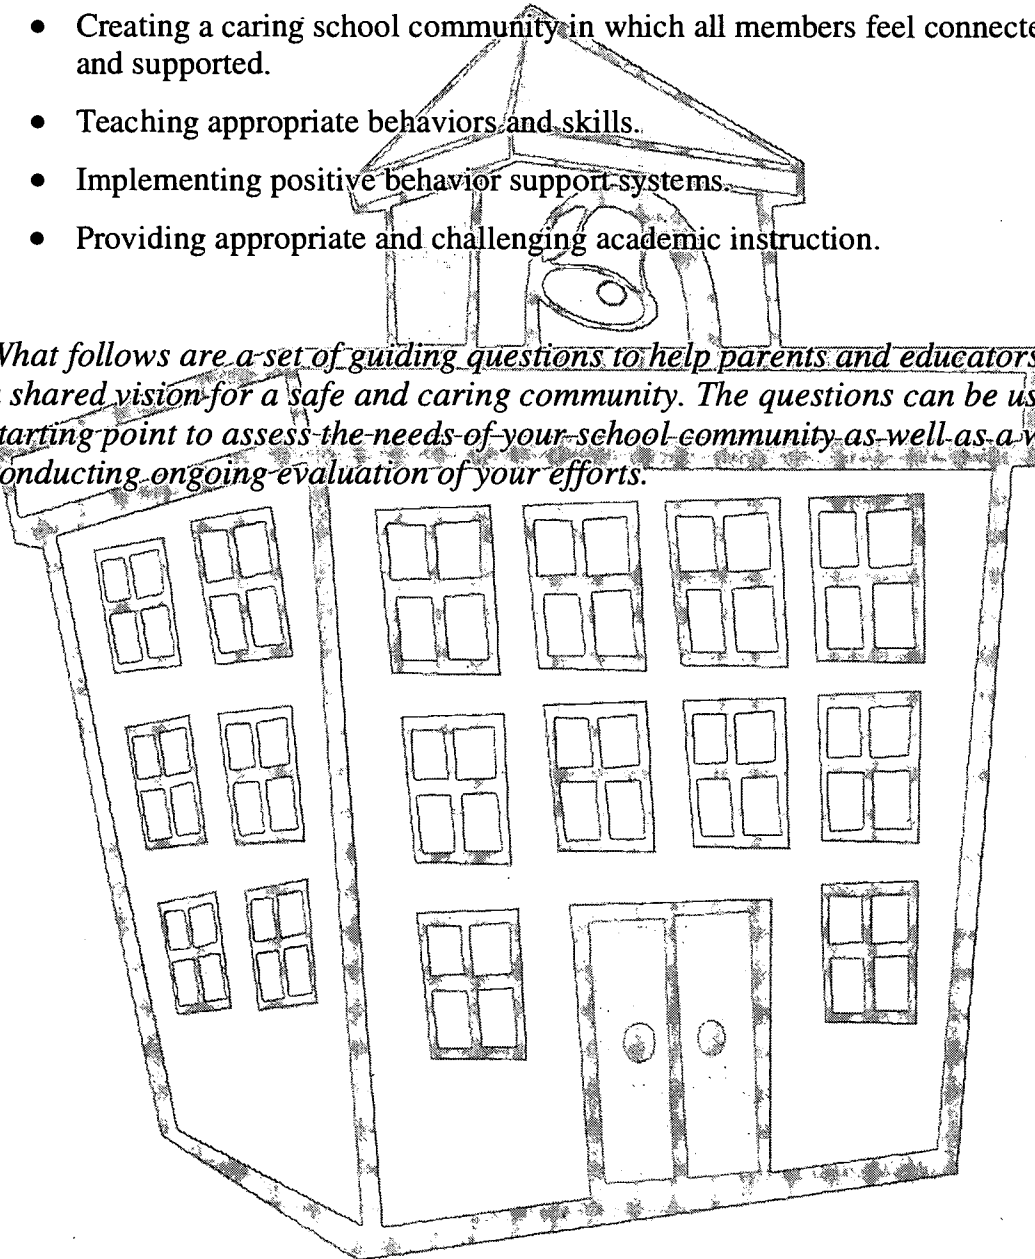 • Creating a caring school community in which all members feel connecte
and supported.
• Teaching appropriate behaviors and skills.
• Implementing positive behavior support systems.
• Providing appropriate and challenging academic instruction.
What follows are a set of guiding questions to help parents and educators
shared vision for a safe and caring community. The questions can be us
tarting point to assess the needs of your school community as well as a w
onducting ongoing evaluation of your efforts.